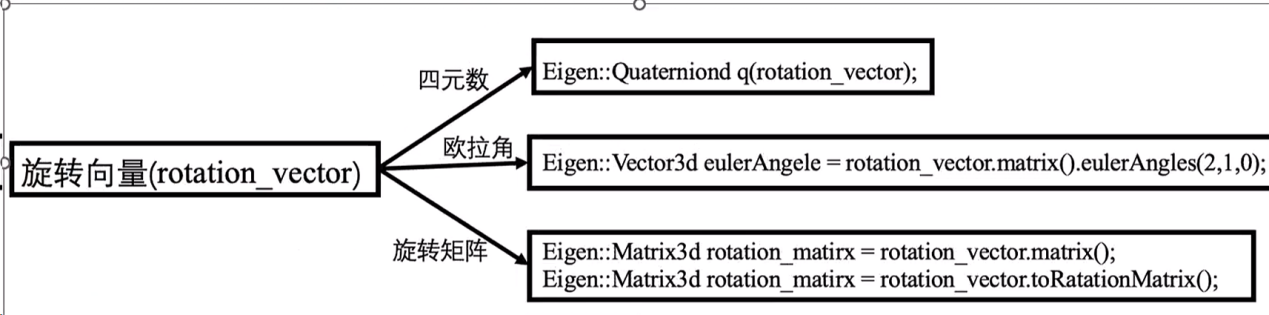 四元数
Eigen::Quaterniond q(rotation_vector);
欧拉角
Eigen::Vector3d eulerAngele = rotation_vector.matrix().eulerAngles(2,1,0);
旋转向量(rotation_vector)
旋转矩阵
Eigen::Matrix3d rotation_matirx = rotation_vector.matrix();
Eigen::Matrix3d rotation_matirx = rotation_vector.toRatationMatrix();